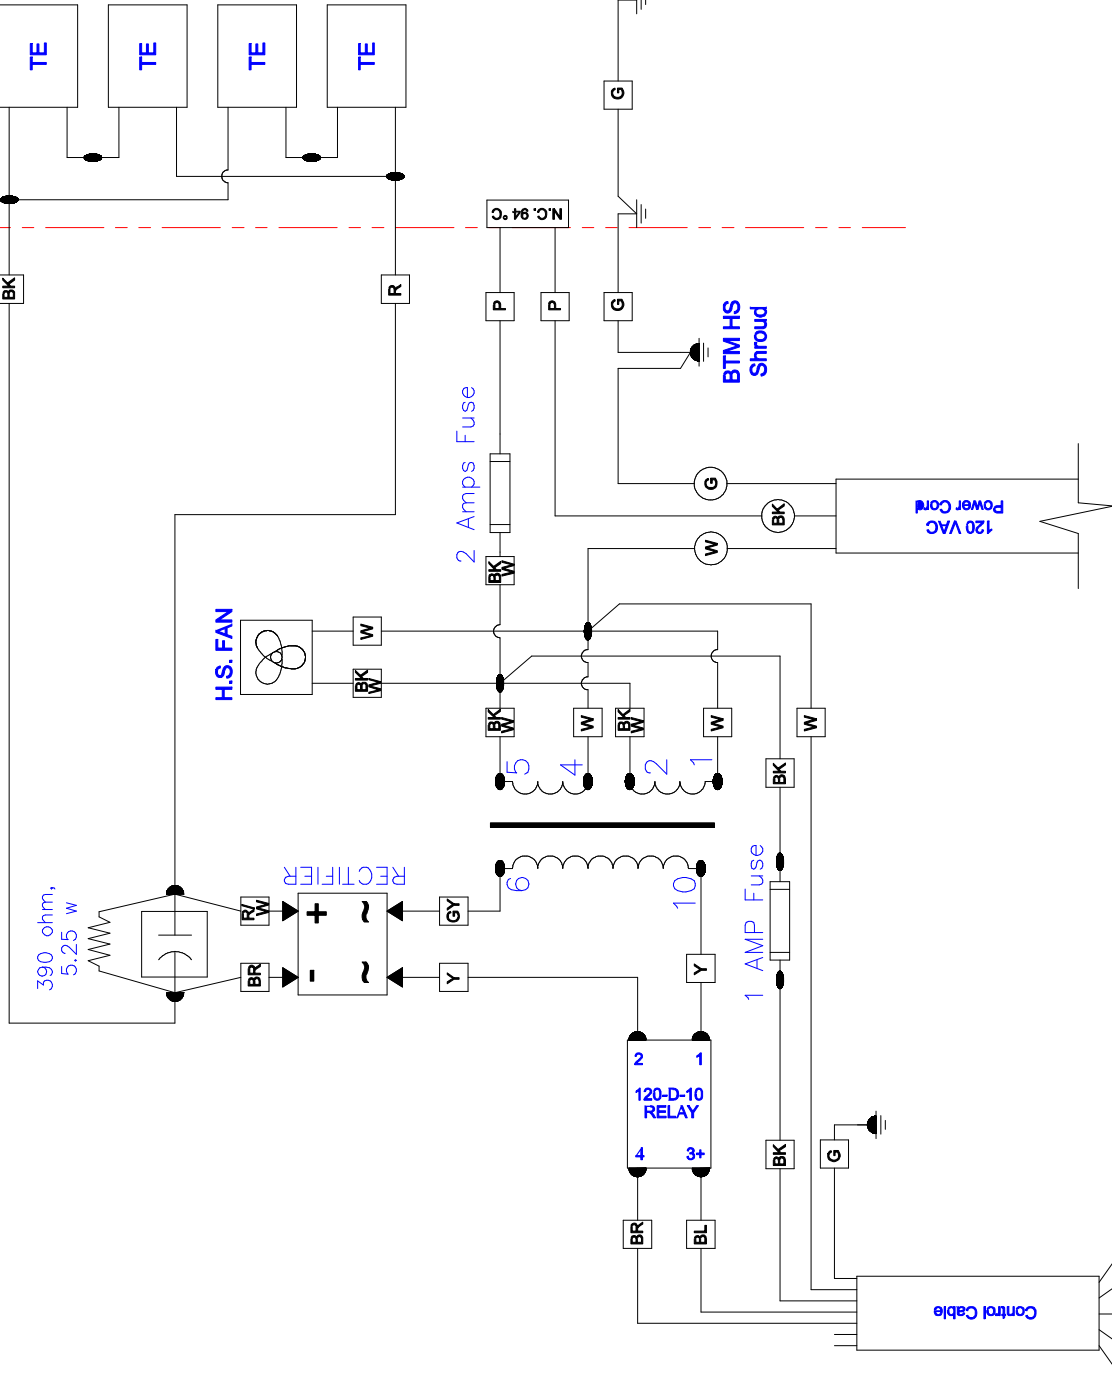 TE
TE
TE
TE
G
N.C. 94 °C
BK
R
P
P
G
BTM HS
Shroud
2 Amps Fuse
G
BK
W
120 VAC
Power Cord
BK
W
H.S. FAN
W
BK
W
BK
W
W
BK
W
W
W
5
4
2
1
BK
6
10
RECTIFIER
390 ohm,
5.25 w
R/
W
BR
+
~
-
~
GY
Y
Y
1 AMP Fuse
2
1
120-D-10
RELAY
4
3+
BK
G
BR
BL
Control Cable